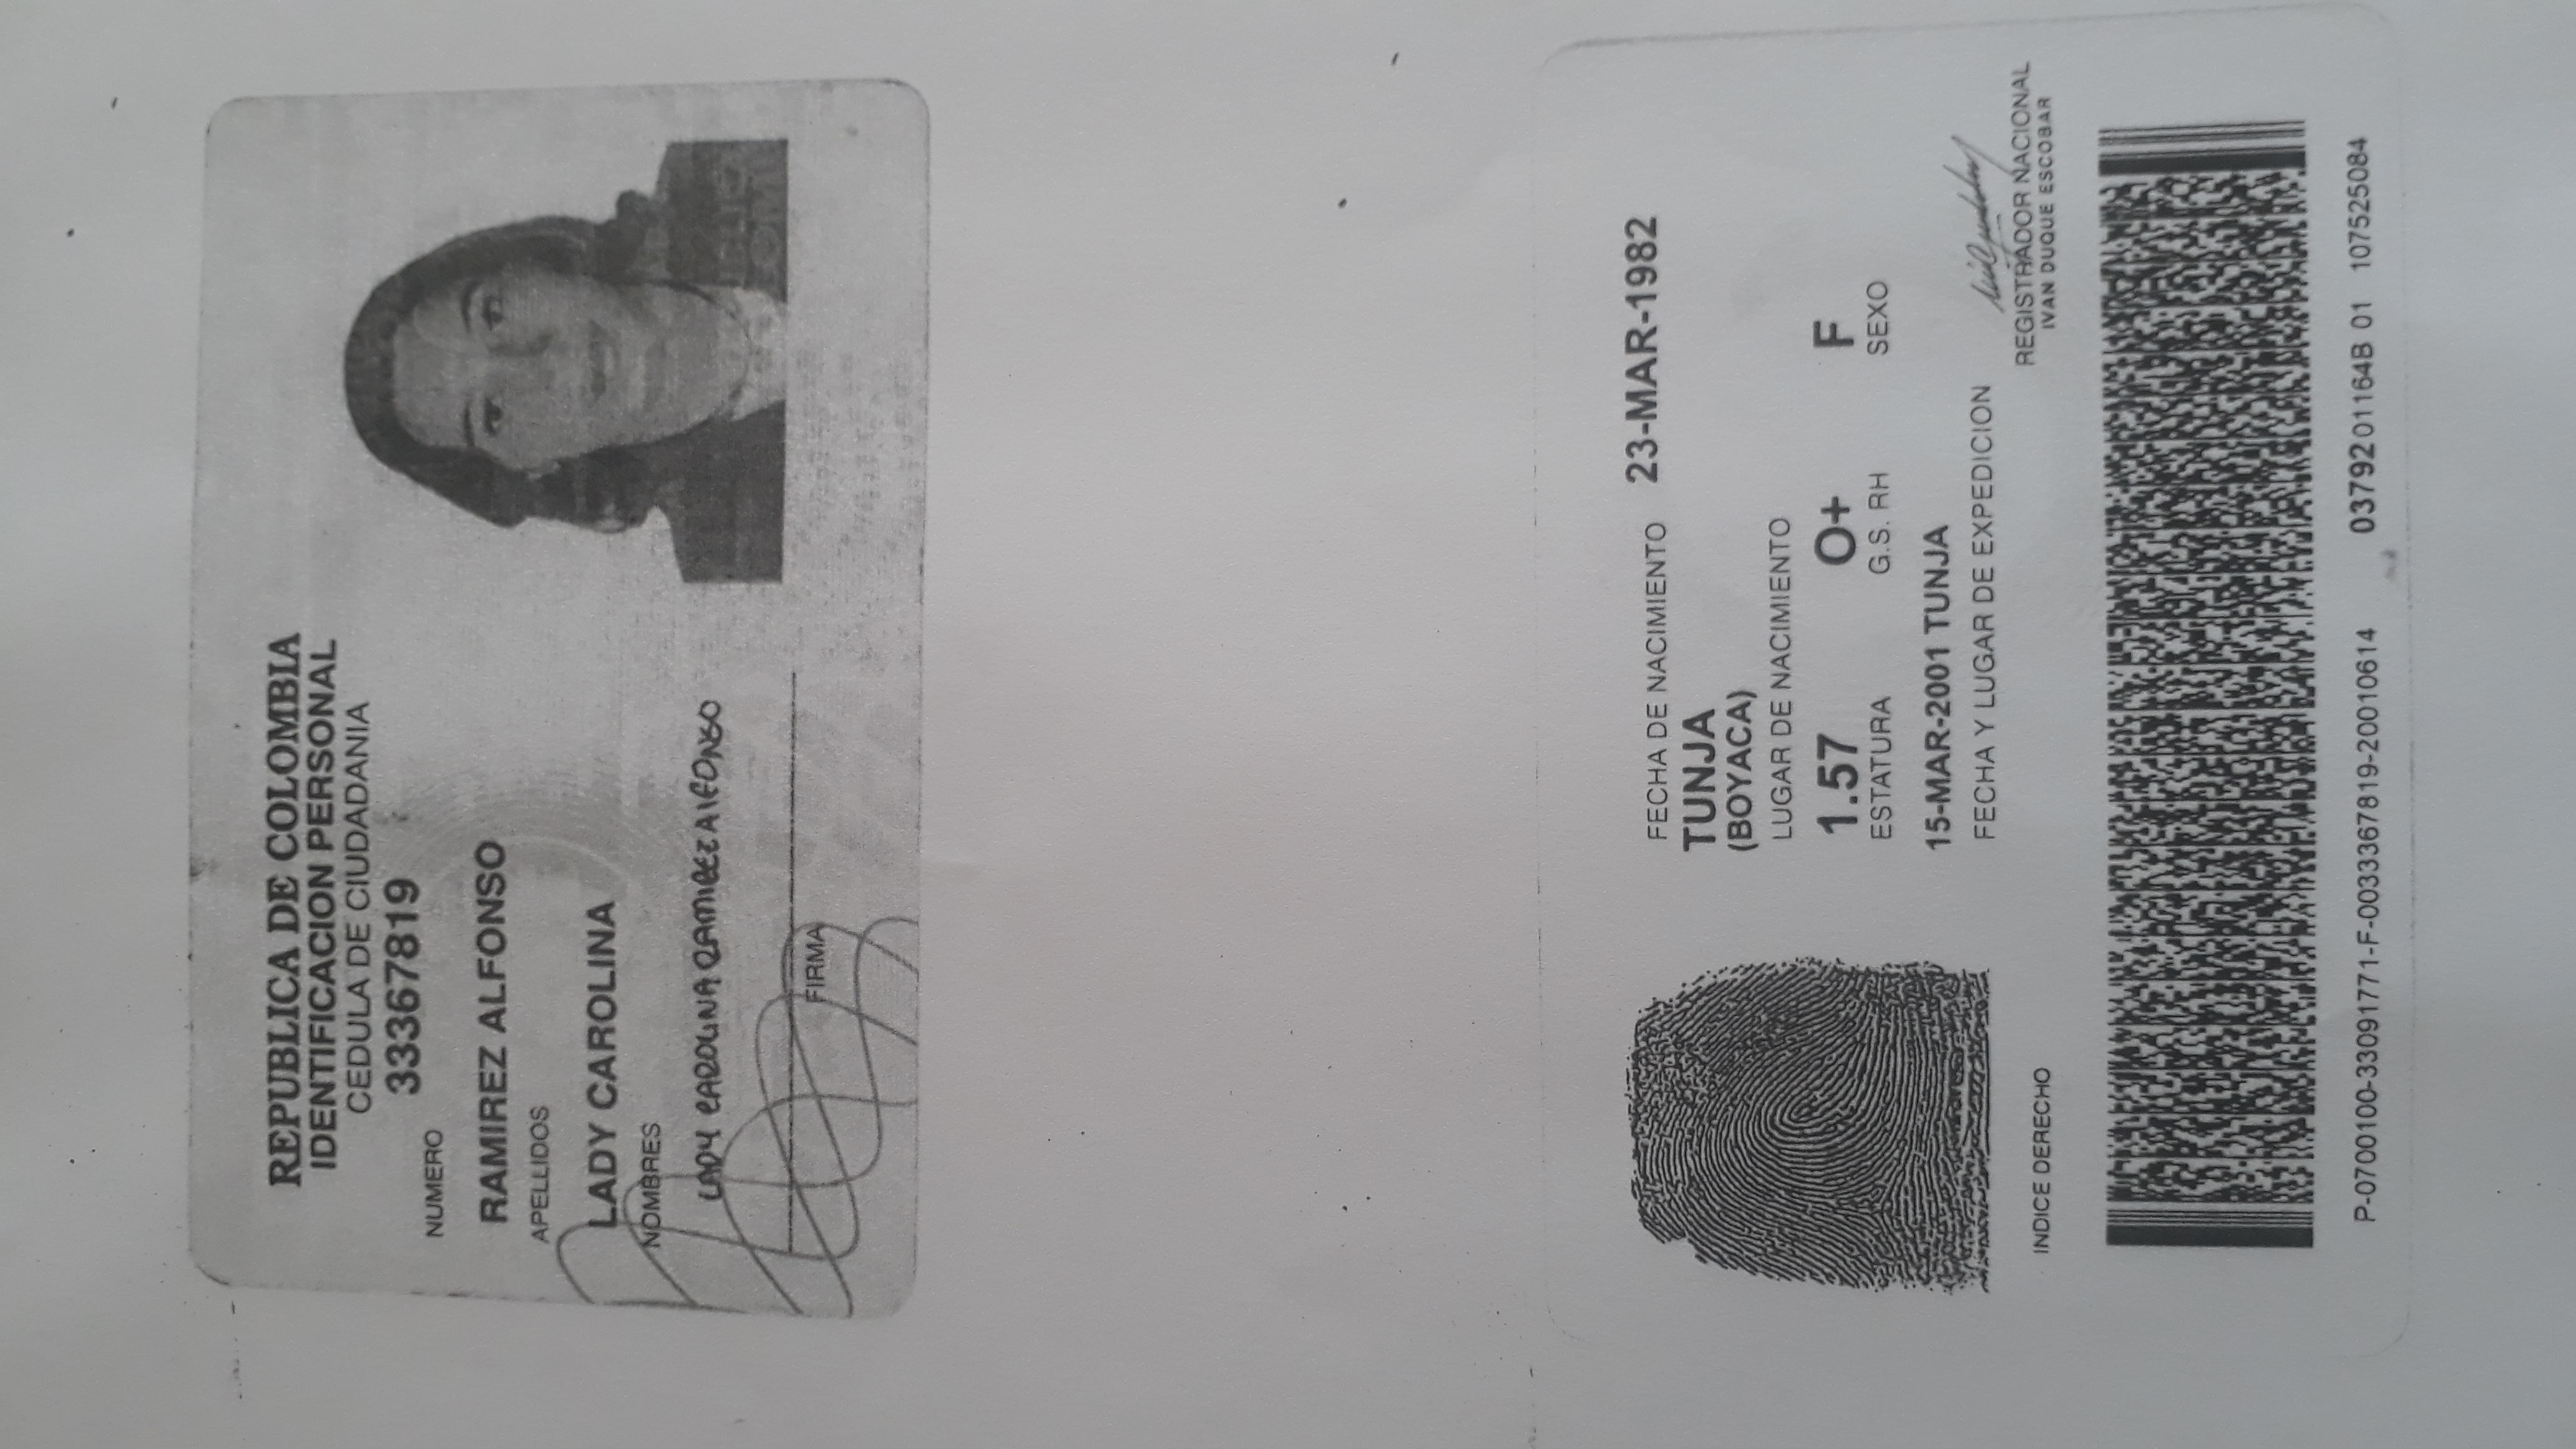 REPUBLICA DE COLOMBIA
IDENTIFICACION PERSONAL
CEDULA DE CIUDADANIA
33367819
NUMERO
RAMIREZ ALFONSO
APELLIDOS
LADY CAROLINA
NOMBRES
LADY CAROLINA RAMIREZ ALFONSO
FIRMA
FECHA DE NACIMIENTO 23-MAR-1982
TUNJA
(BOYACA)
LUGAR DE NACIMIENTO
1.57 O+ F
ESTATURA G.S. RH SEXO
15-MAR-2001 TUNJA
FECHA Y LUGAR DE EXPEDICION
REGISTRADOR NACIONAL
IVAN DUQUE ESCOBAR
INDICE DERECHO
P-0700100-33091771-F-0033367819-20010614 0379201164B 01 107525084